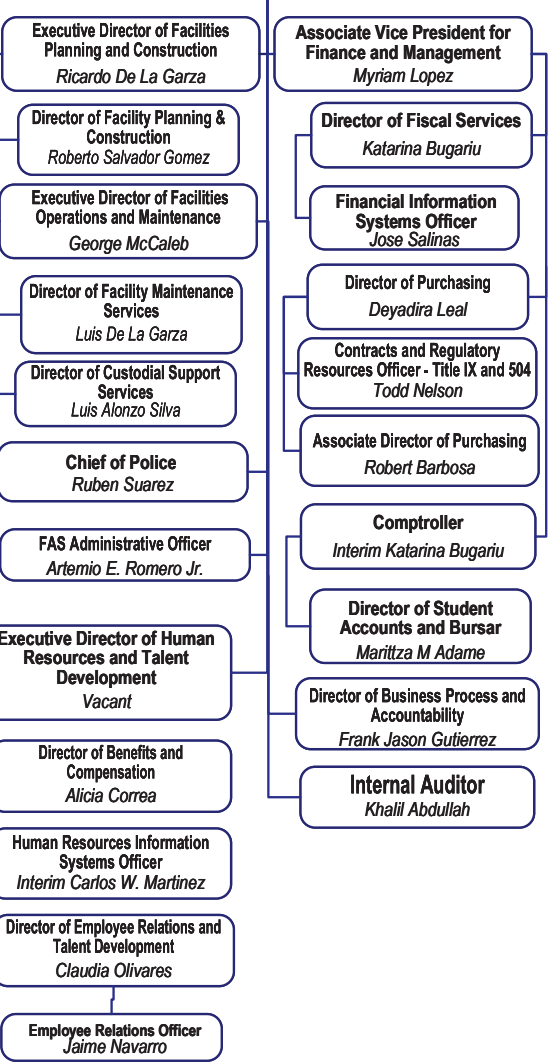 Executive Director of Facilities
Planning and Construction
Ricardo De La Garza
Director of Facility Planning &
Construction
Roberto Salvador Gomez
Executive Director of Facilities
Operations and Maintenance
George McCaleb
Director of Facility Maintenance
Services
Luis De La Garza
Director of Custodial Support
Services
Luis Alonzo Silva
Chief of Police
Ruben Suarez
FAS Administrative Officer
Artemio E. Romero Jr.
Executive Director of Human
Resources and Talent
Development
Vacant
Director of Benefits and
Compensation
Alicia Correa
Human Resources Information
Systems Officer
Interim Carlos W. Martinez
Director of Employee Relations and
Talent Development
Claudia Olivares
Employee Relations Officer
Jaime Navarro
Associate Vice President for
Finance and Management
Myriam Lopez
Director of Fiscal Services
Katarina Bugariu
Financial Information
Systems Officer
Jose Salinas
Director of Purchasing
Deyadira Leal
Contracts and Regulatory
Resources Officer - Title IX and 504
Todd Nelson
Associate Director of Purchasing
Robert Barbosa
Comptroller
Interim Katarina Bugariu
Director of Student
Accounts and Bursar
Marittza M Adame
Director of Business Process and
Accountability
Frank Jason Gutierrez
Internal Auditor
Khalil Abdullah